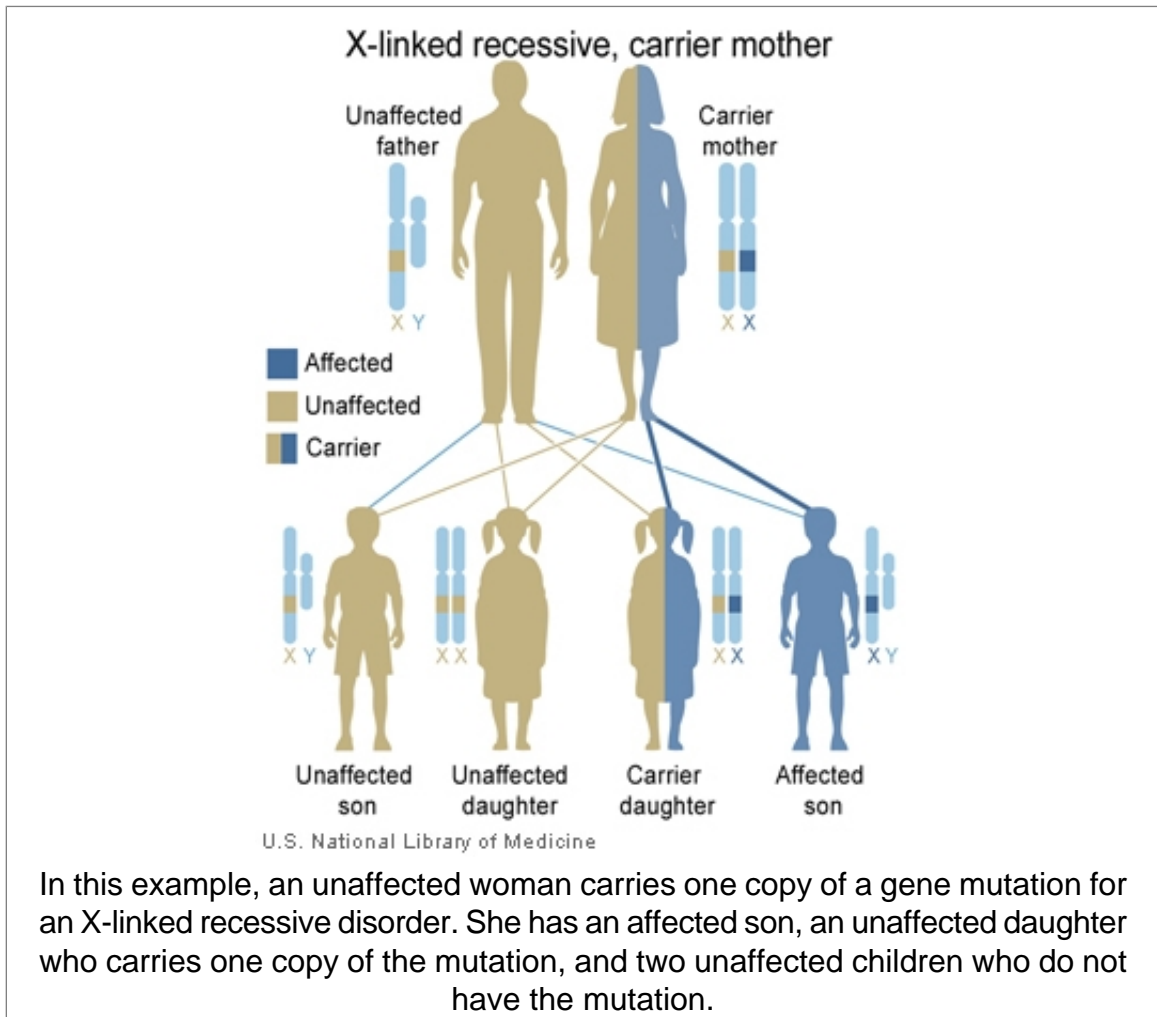 X-linked recessive, carrier mother
Unaffected
father
Carrier
mother
X Y
X X
Affected
Unaffected
Carrier
X Y
X X
X X
X Y
Unaffected
son
Unaffected
daughter
Carrier
daughter
Affected
son
U.S. National Library of Medicine
In this example, an unaffected woman carries one copy of a gene mutation for
an X-linked recessive disorder. She has an affected son, an unaffected daughter
who carries one copy of the mutation, and two unaffected children who do not
have the mutation.